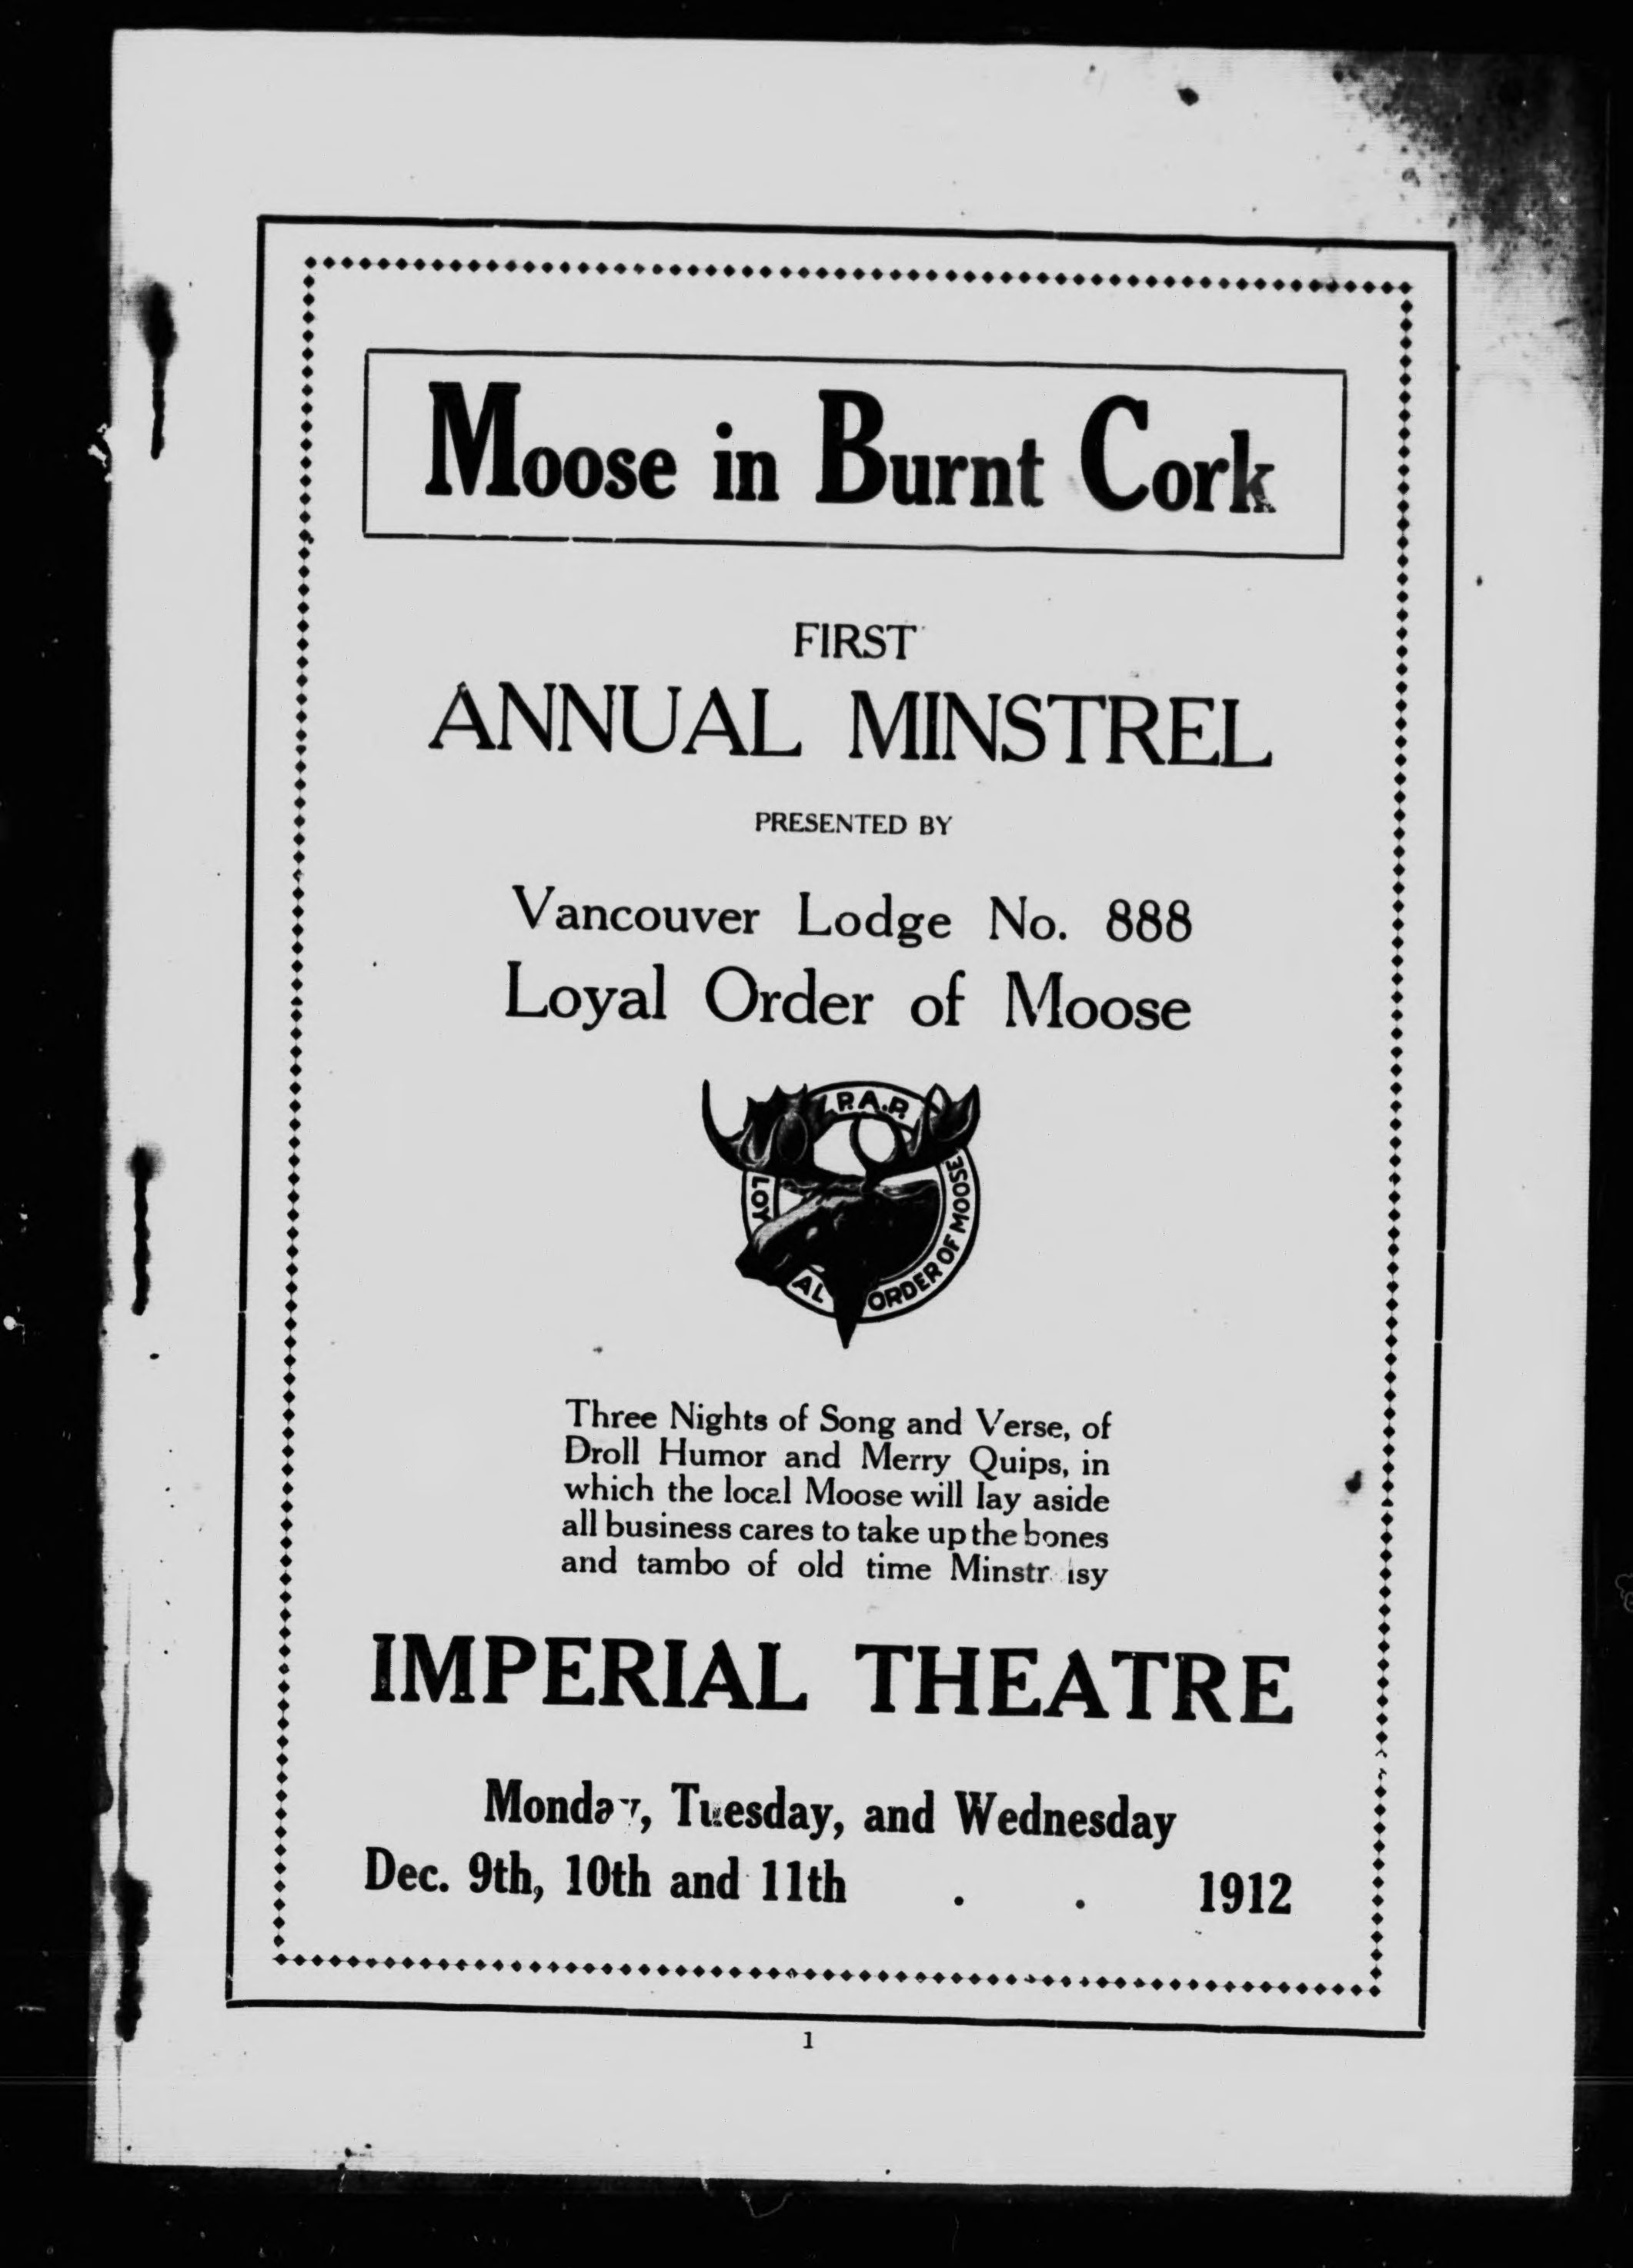 Moose in Burnt Cork
FIRST
ANNUAL MINSTREL
PRESENTED BY
Vancouver Lodge No. 888
Loyal Order of Moose
P.A.P.
LOYAL ORDER OF MOOSE
Three Nights of Song and Verse, of
Droll Humor and Merry Quips, in
which the local Moose will lay aside
all business cares to take up the bones
and tambo of old time
IMPERIAL THEATRE
Monday, Tuesday, and Wednesday
Dec. 9th, 10th and 11th . . 1912
1